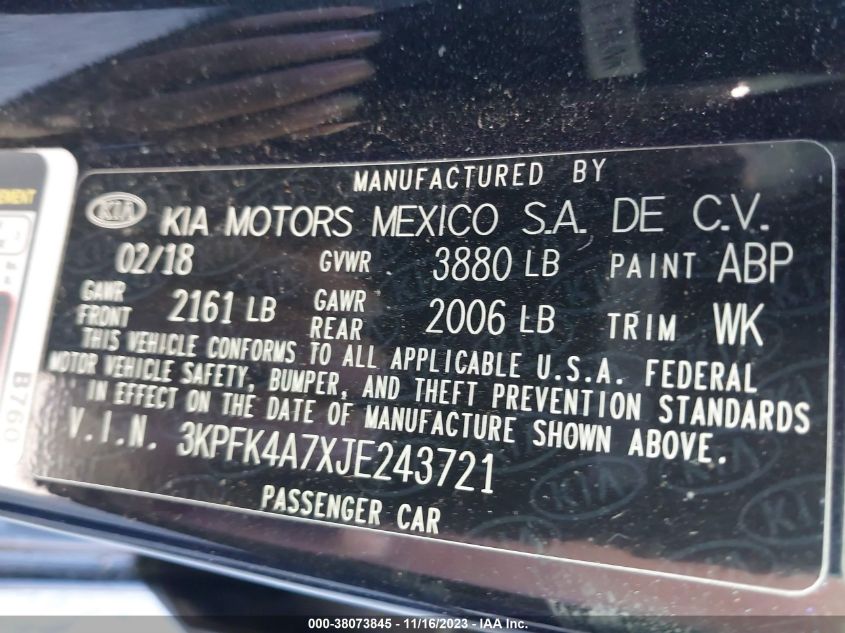 MANUFACTURED BY
KIA KIA MOTORS MEXICO S.A. DE C.V.
02/18 GVWR 3880 LB PAINT ABP
GAWR FRONT 2161 LB GAWR REAR 2006 LB TRIM WK
THIS VEHICLE CONFORMS TO ALL APPLICABLE U.S.A. FEDERAL
MOTOR VEHICLE SAFETY, BUMPER, AND THEFT PREVENTION STANDARDS
IN EFFECT ON THE DATE OF MANUFACTURE SHOWN ABOVE.
V.I.N. 3KPFK4A7XJE243721
PASSENGER CAR
B760
000-38073845 - 11/16/2023 - IAA Inc.